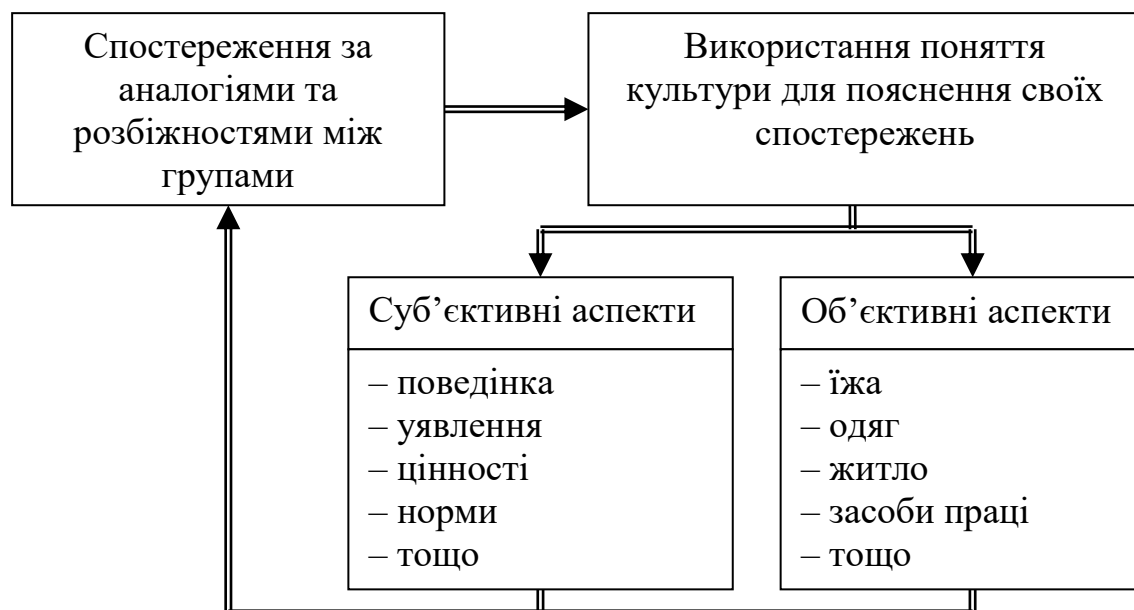 Спостереження за
аналогіями та
розбіжностями між
групами
Використання поняття
культури для пояснення своїх
спостережень
Суб’єктивні аспекти
– поведінка
– уявлення
– цінності
– норми
– тощо
Об’єктивні аспекти
– їжа
– одяг
– житло
– засоби праці
– тощо